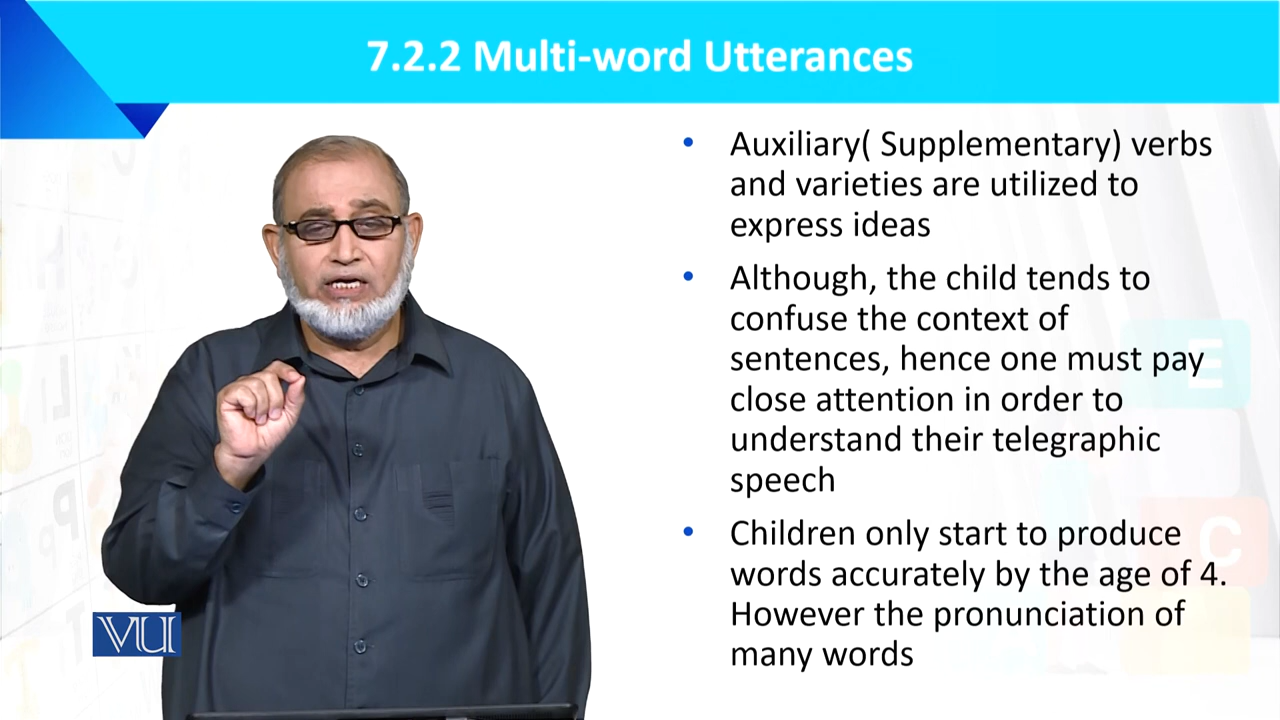 7.2.2 Multi-word Utterances
• Auxiliary( Supplementary) verbs
and varieties are utilized to
express ideas
• Although, the child tends to
confuse the context of
sentences, hence one must pay
close attention in order to
understand their telegraphic
speech
• Children only start to produce
words accurately by the age of 4.
However the pronunciation of
many words
VU
E
C